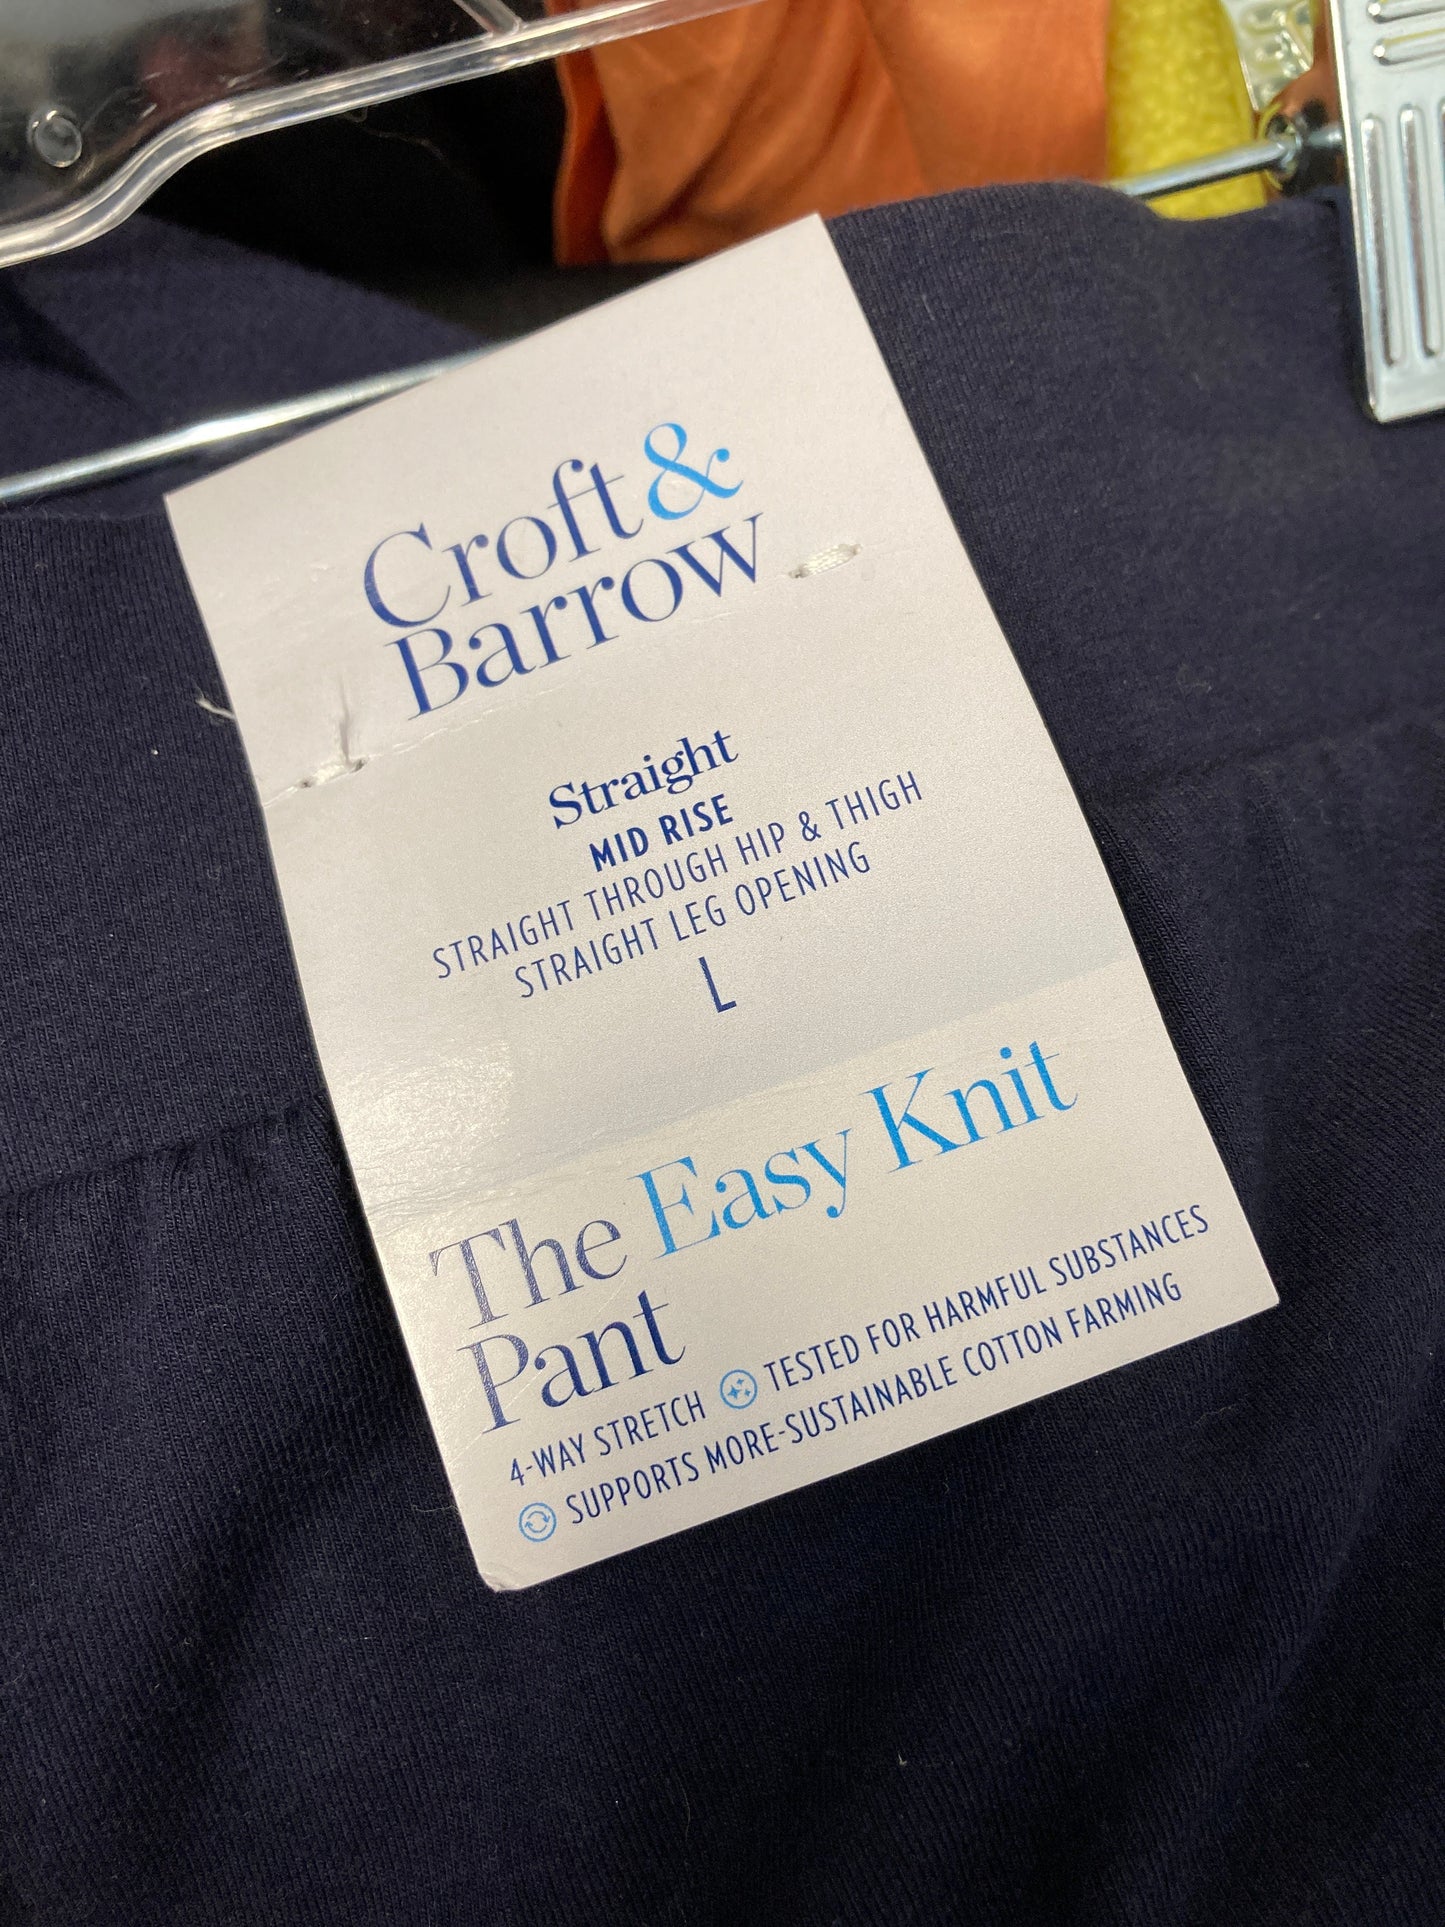 Croft &
Barrow
Straight
MID RISE
STRAIGHT THROUGH HIP & THIGH
STRAIGHT LEG OPENING
L
The Easy Knit
Pant
4-WAY STRETCH TESTED FOR HARMFUL SUBSTANCES
SUPPORTS MORE-SUSTAINABLE COTTON FARMING